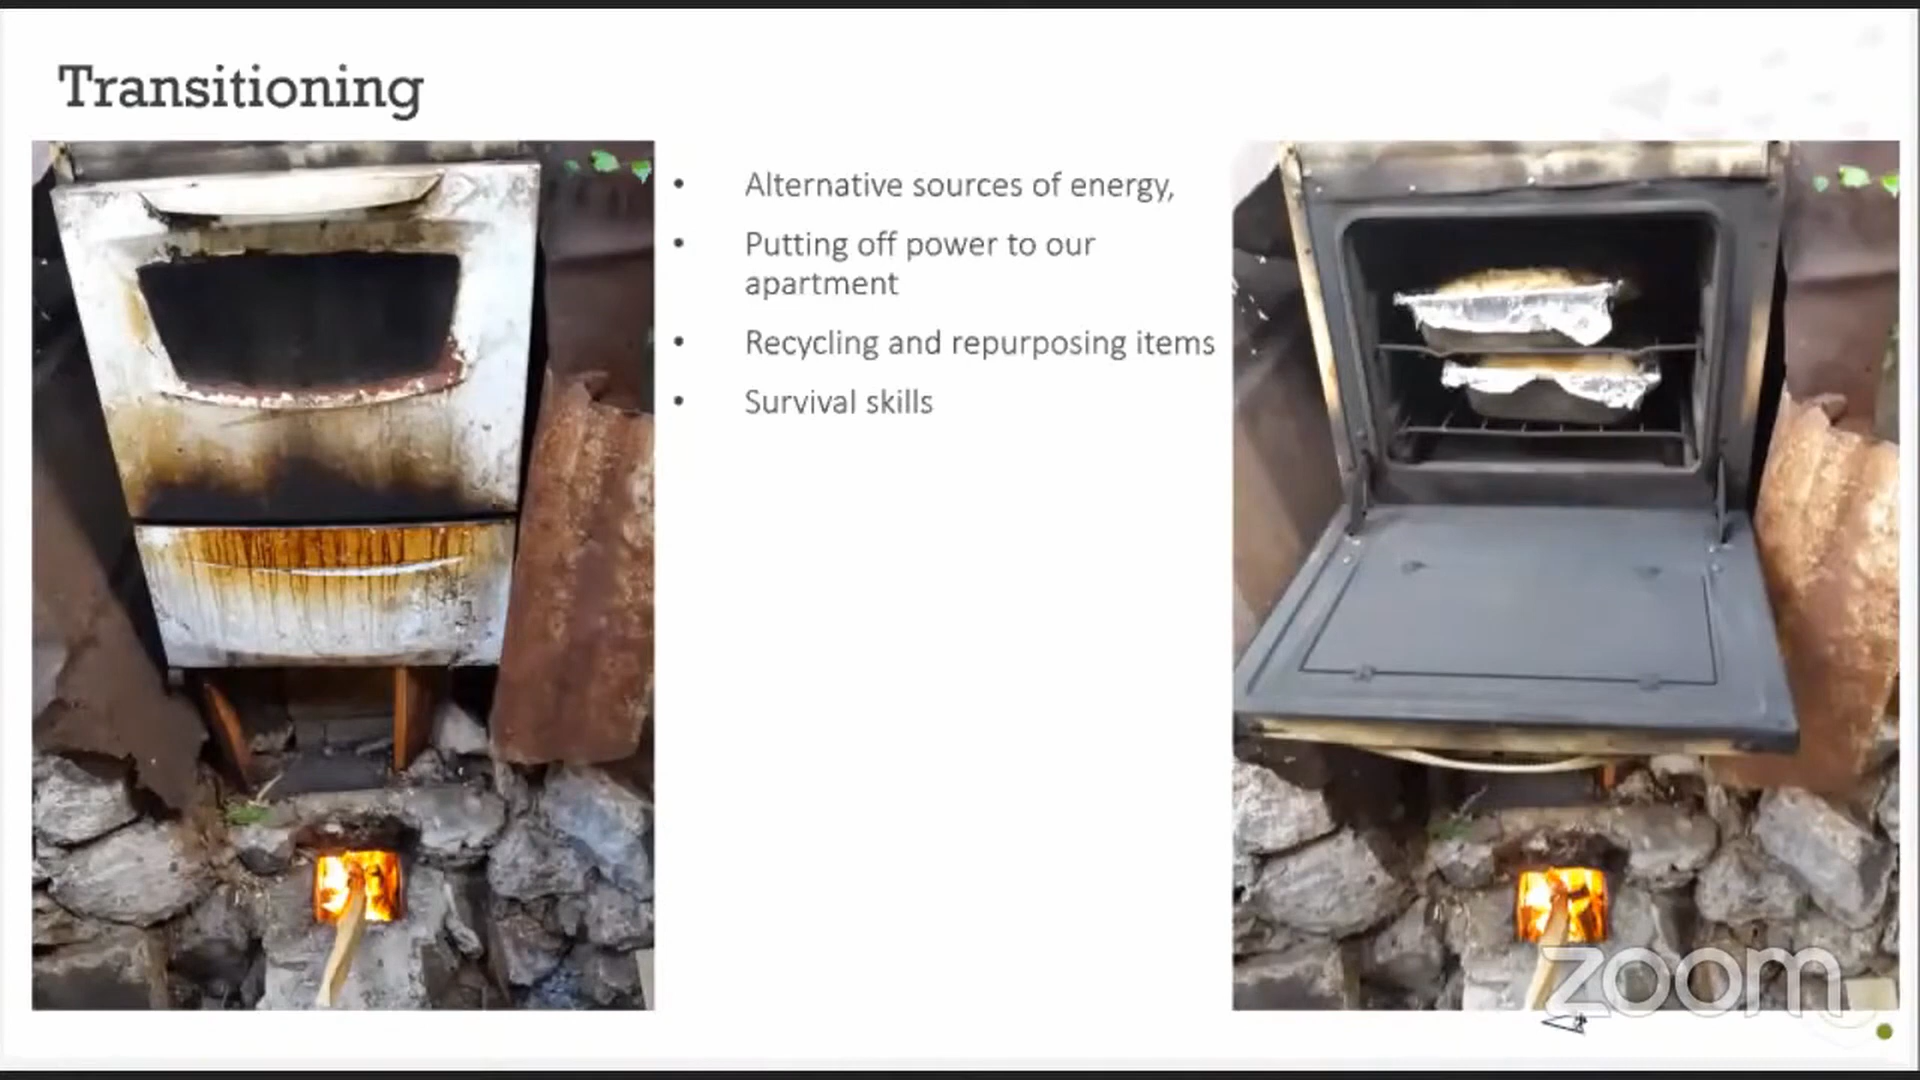 Transitioning
• Alternative sources of energy,
• Putting off power to our
apartment
• Recycling and repurposing items
• Survival skills
zoom